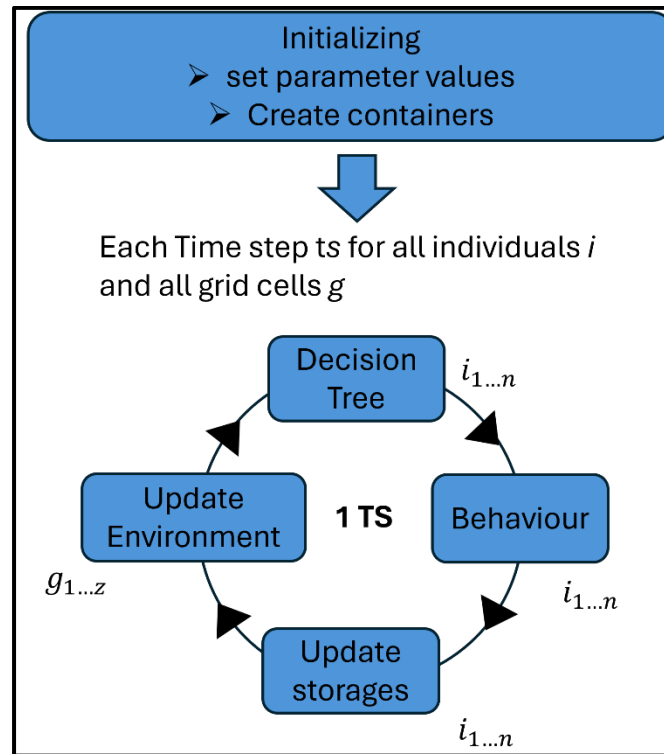 Initializing
➢ set parameter values
➢ Create containers
Each Time step ts for all individuals i
and all grid cells g
Decision
Tree
i1…n
Update
Environment
1 TS
Behaviour
g1…z
i1…n
Update
storages
i1…n